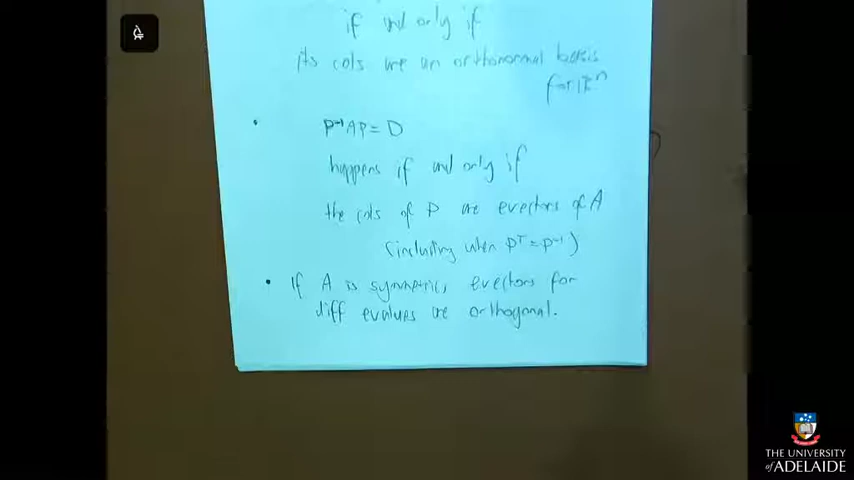 if and only if
its cols are an orthonormal basis
for ℝⁿ
• P⁻¹AP = D
happens if and only if
the cols of P are evectors of A
(including when Pᵀ = P⁻¹)
• If A is symmetric, evectors for
diff evalues are orthogonal.
THE UNIVERSITY
of ADELAIDE